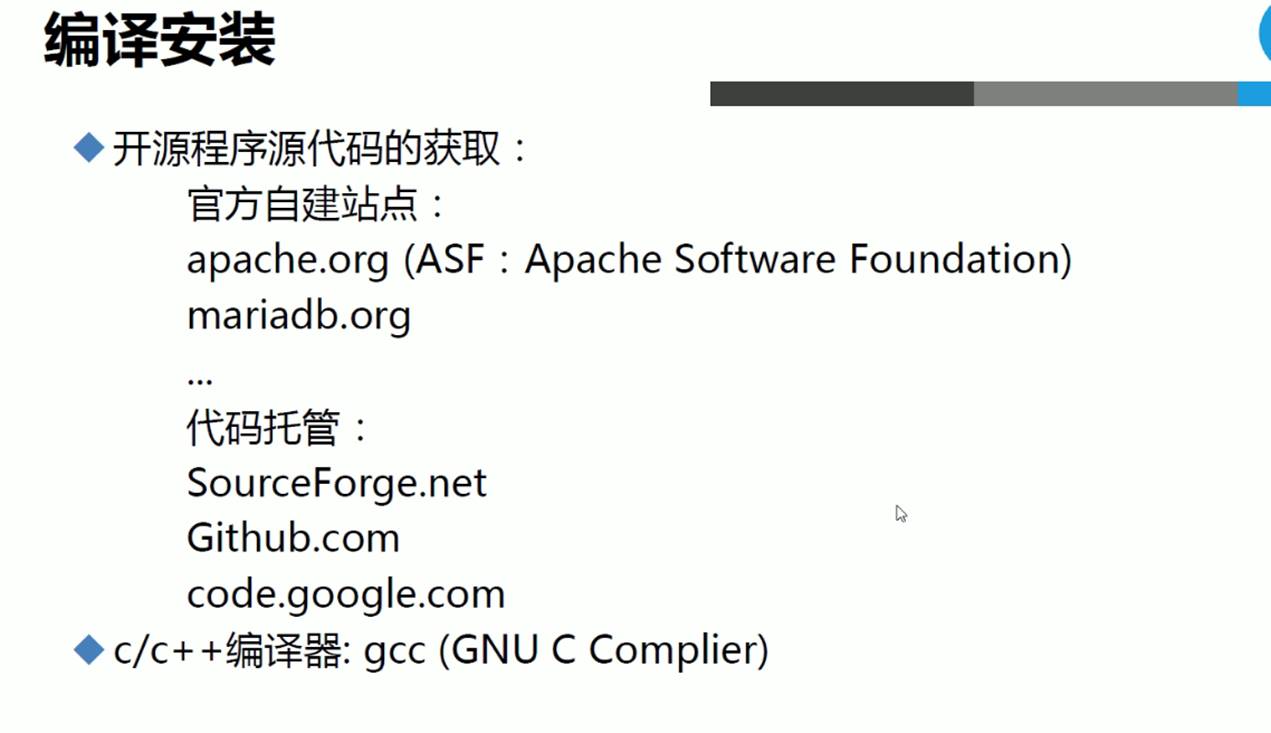 编译安装
开源程序源代码的获取：
官方自建站点：
apache.org (ASF：Apache Software Foundation)
mariadb.org
...
代码托管：
SourceForge.net
Github.com
code.google.com
c/c++编译器: gcc (GNU C Complier)